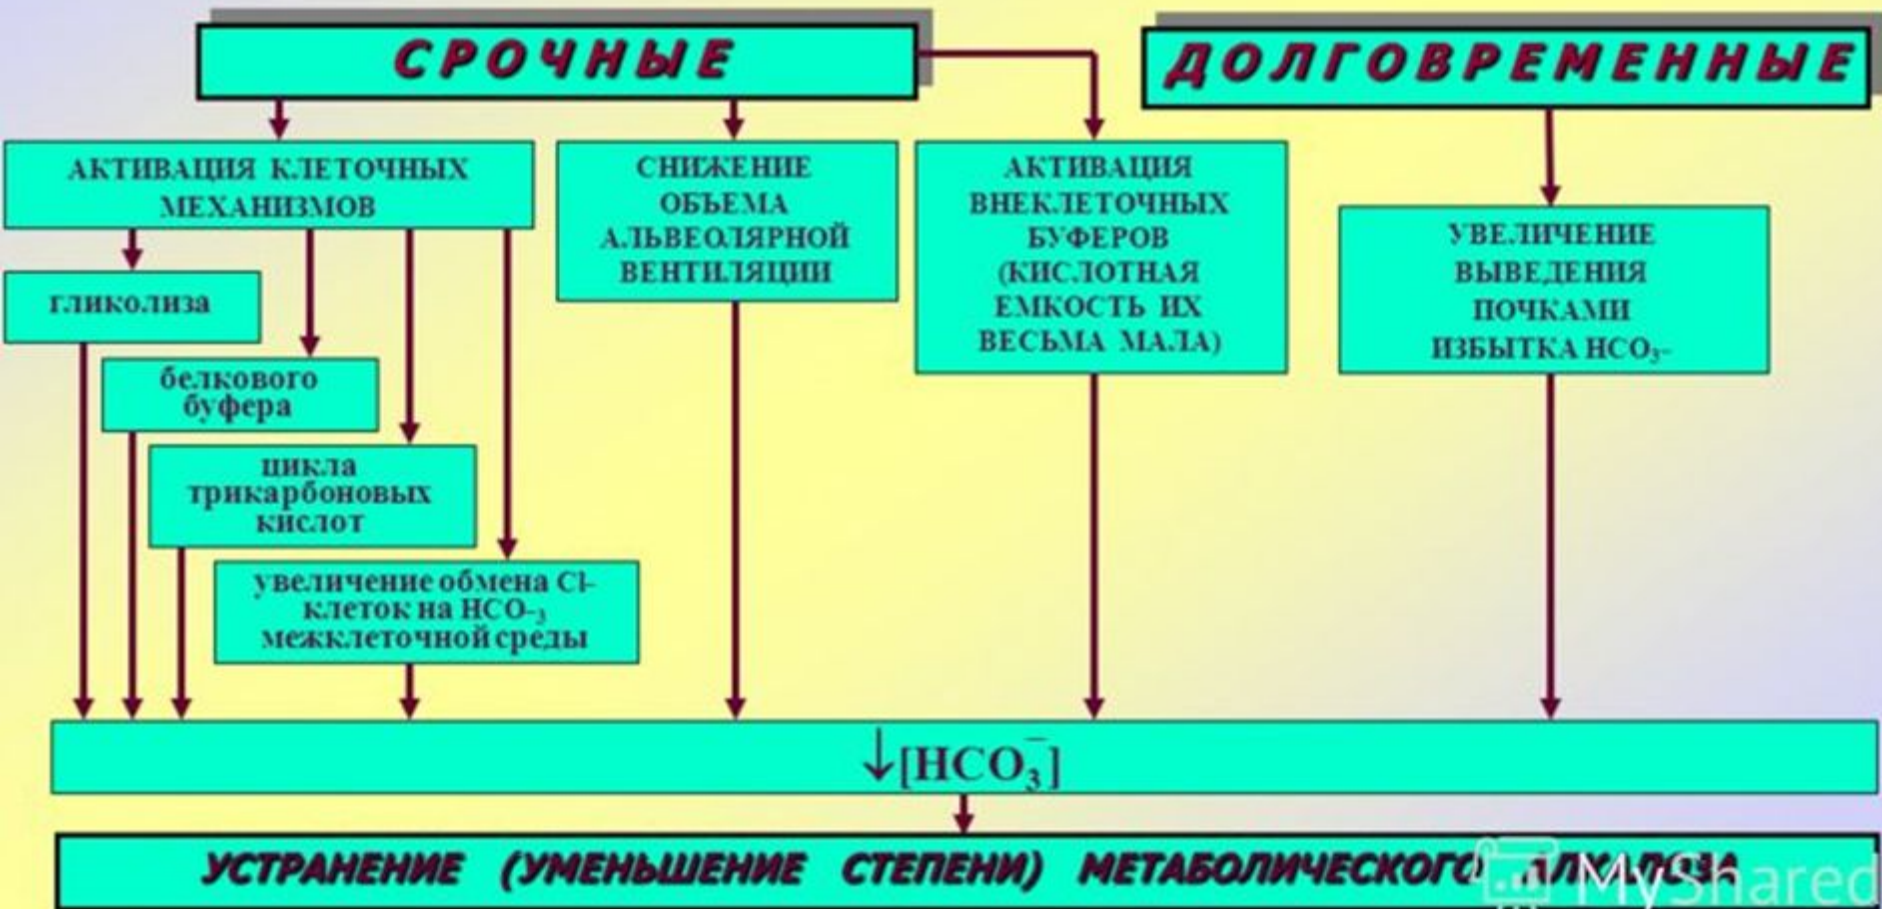 СРОЧНЫЕ
ДОЛГОВРЕМЕННЫЕ
АКТИВАЦИЯ КЛЕТОЧНЫХ
МЕХАНИЗМОВ
гликолиза
белкового
буфера
цикла
трикарбоновых
кислот
увеличение обмена Cl-
клеток на HCO-3
межклеточной среды
СНИЖЕНИЕ
ОБЪЕМА
АЛЬВЕОЛЯРНОЙ
ВЕНТИЛЯЦИИ
АКТИВАЦИЯ
ВНЕКЛЕТОЧНЫХ
БУФЕРОВ
(КИСЛОТНАЯ
ЕМКОСТЬ ИХ
ВЕСЬМА МАЛА)
УВЕЛИЧЕНИЕ
ВЫВЕДЕНИЯ
ПОЧКАМИ
ИЗБЫТКА HCO3-
↓[HCO3¯]
УСТРАНЕНИЕ (УМЕНЬШЕНИЕ СТЕПЕНИ) МЕТАБОЛИЧЕСКОГО АЛКАЛОЗА
MyShared